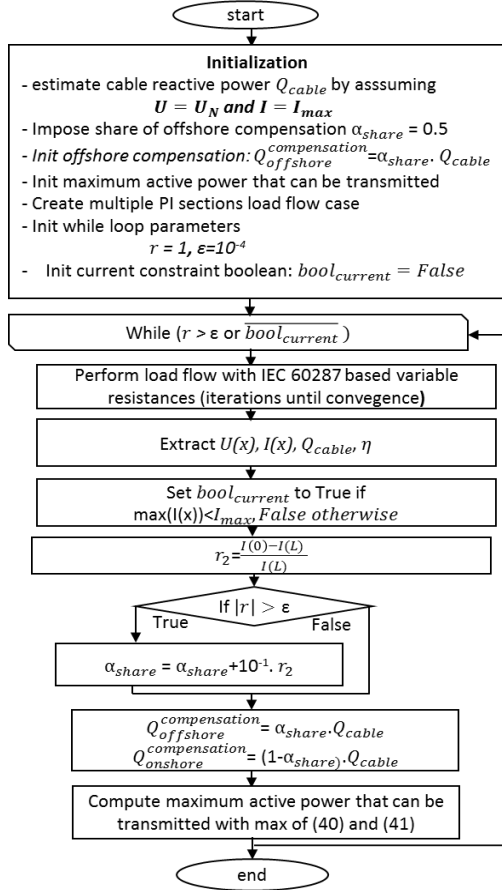 start
Initialization
- estimate cable reactive power Q_cable by asssuming
U = U_N and I = I_max
- Impose share of offshore compensation α_share = 0.5
- Init offshore compensation: Q_offshore^compensation=α_share. Q_cable
- Init maximum active power that can be transmitted
- Create multiple PI sections load flow case
- Init while loop parameters
r = 1, ε=10^-4
- Init current constraint boolean: bool_current = False
While (r > ε or \overline{bool_current} )
Perform load flow with IEC 60287 based variable
resistances (iterations until convegence)
Extract U(x), I(x), Q_cable, η
Set bool_current to True if
max(I(x))<I_max, False otherwise
r_2=\frac{I(0)−I(L)}{I(L)}
If |r| > ε
True
False
α_share = α_share+10^-1. r_2
Q_offshore^compensation= α_share.Q_cable
Q_onshore^compensation= (1-α_share).Q_cable
Compute maximum active power that can be
transmitted with max of (40) and (41)
end